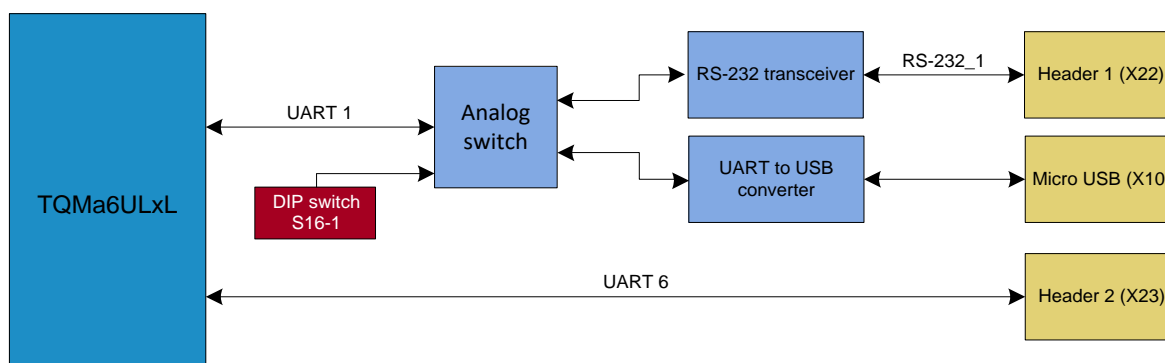 TQMa6ULxL
UART 1
DIP switch
S16-1
Analog
switch
RS-232 transceiver
RS-232_1
Header 1 (X22)
UART to USB
converter
Micro USB (X10
UART 6
Header 2 (X23)